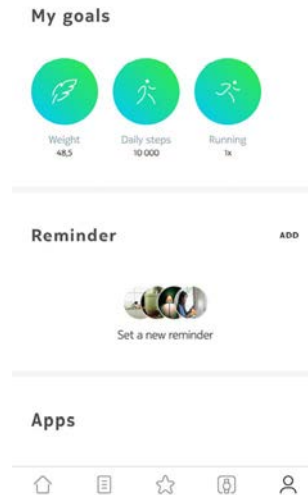 My goals
Weight
48,5
Daily steps
10 000
Running
1x
Reminder
ADD
Set a new reminder
Apps